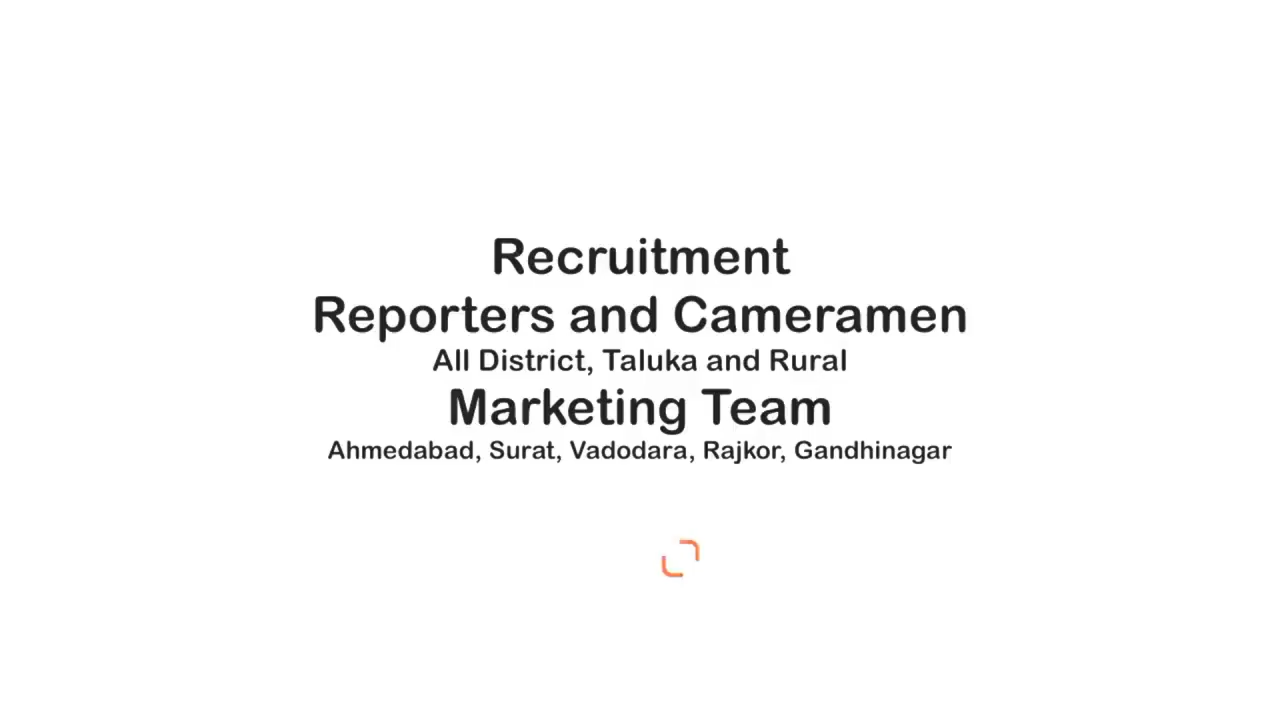 Recruitment
Reporters and Cameramen
All District, Taluka and Rural
Marketing Team
Ahmedabad, Surat, Vadodara, Rajkor, Gandhinagar